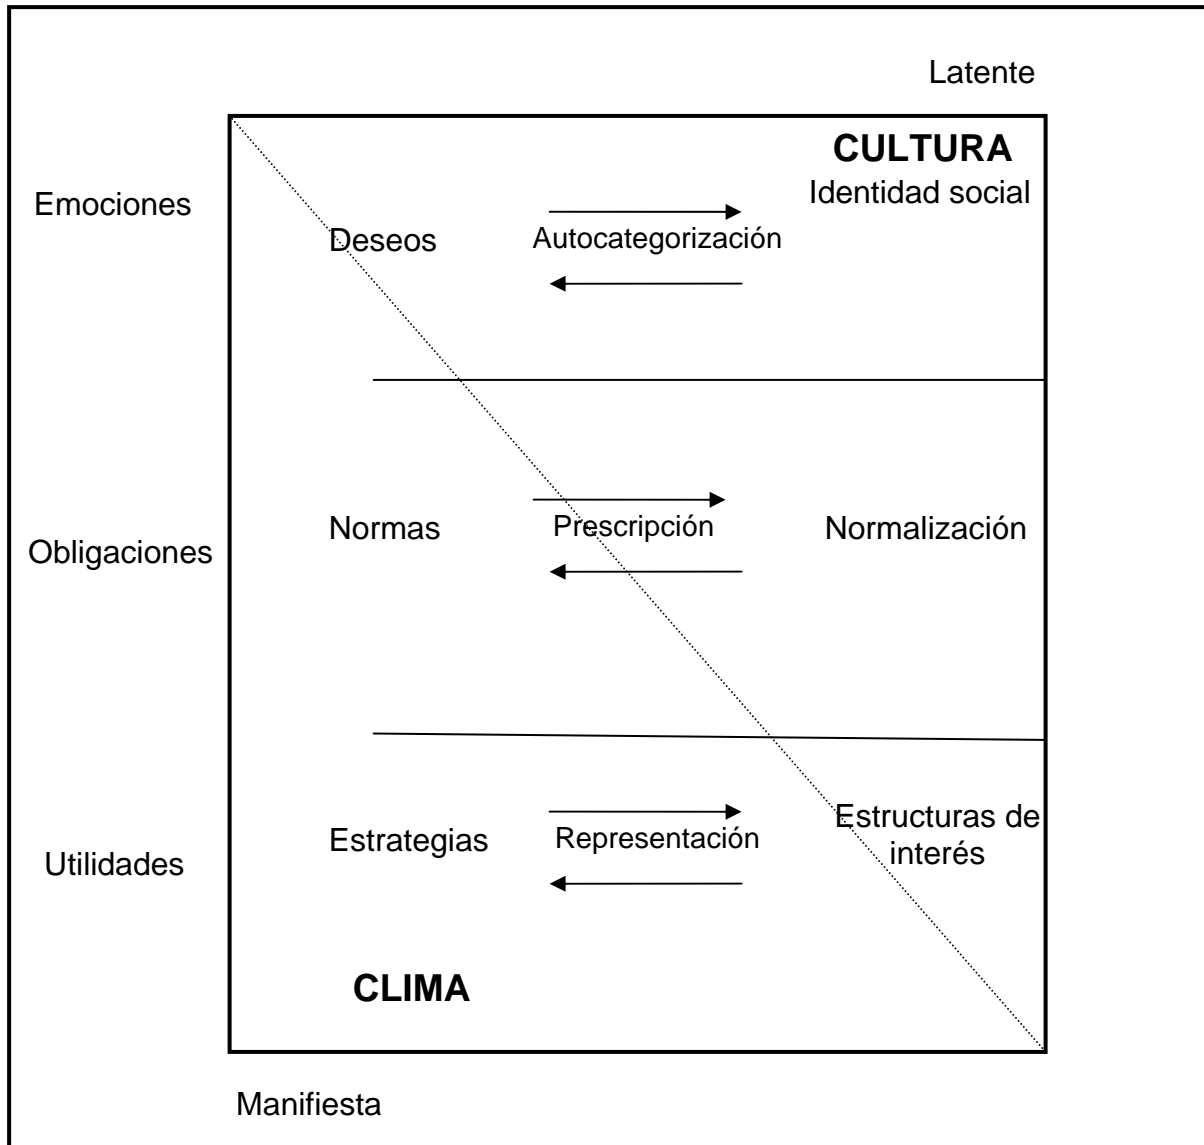 Latente
CULTURA
Identidad social
Emociones
Deseos
Autocategorización
Normas
Prescripción
Normalización
Obligaciones
Estrategias
Representación
Estructuras de
interés
Utilidades
CLIMA
Manifiesta